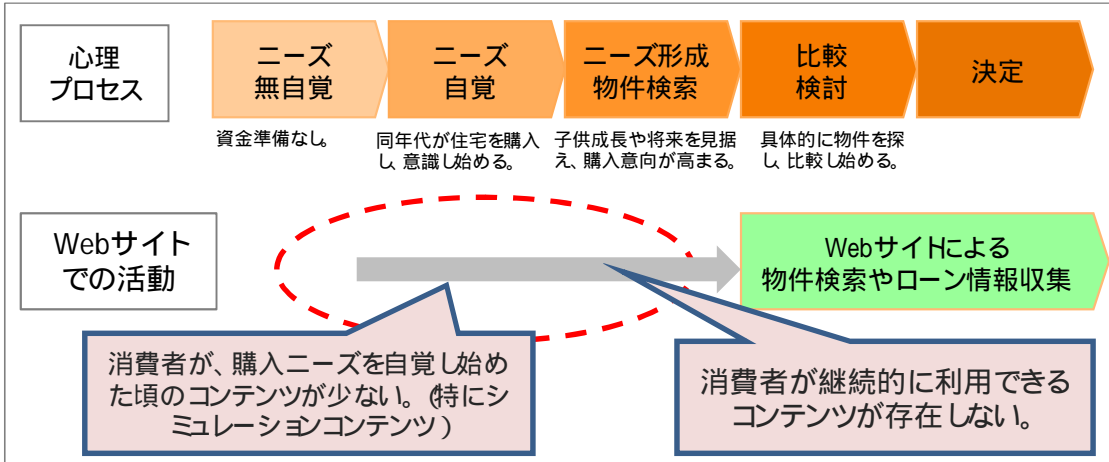 心理
プロセス
ニーズ
無自覚
ニーズ
自覚
ニーズ形成
物件検索
比較
検討
決定
資金準備なし。
同年代が住宅を購入
し、意識し始める。
子供成長や将来を見据
え、購入意向が高まる。
具体的に物件を探
し、比較し始める。
Webサイト
での活動
Webサイトによる
物件検索やローン情報収集
消費者が、購入ニーズを自覚し始め
た頃のコンテンツが少ない。(特にシ
ミュレーションコンテンツ)
消費者が継続的に利用できる
コンテンツが存在しない。